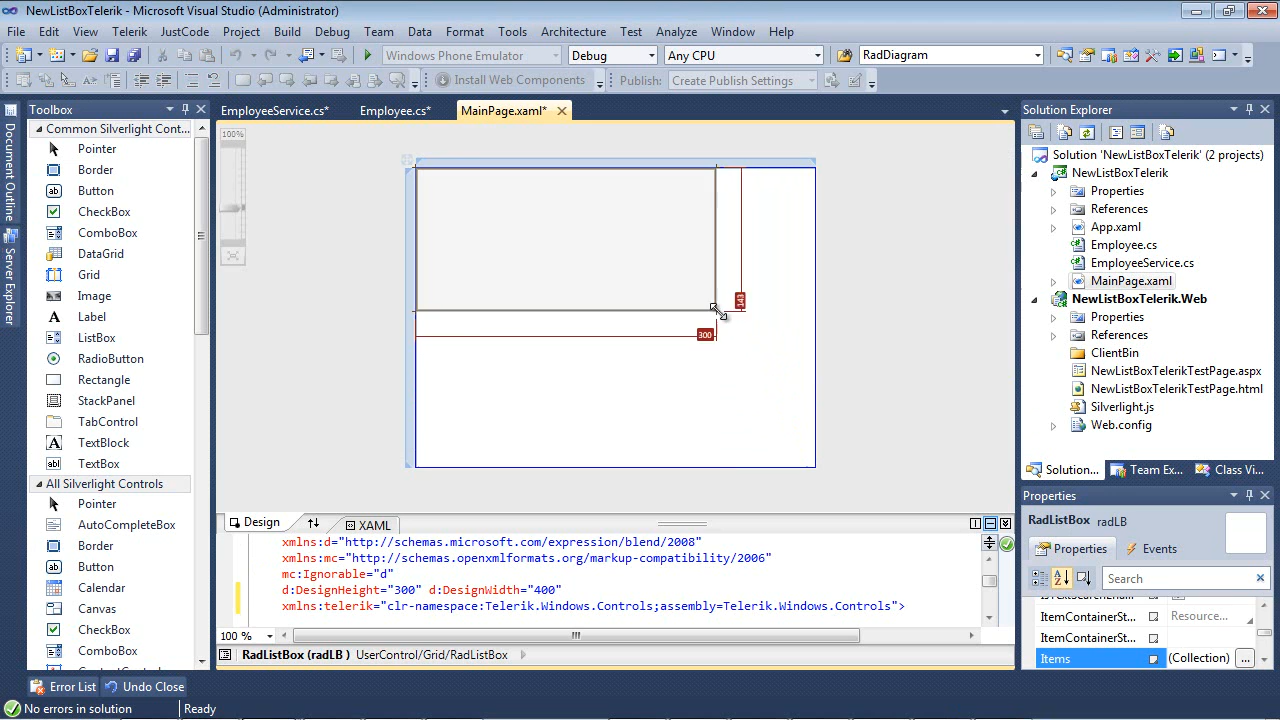 NewListBoxTelerik - Microsoft Visual Studio (Administrator)
File Edit View Telerik JustCode Project Build Debug Team Data Format Tools Architecture Test Analyze Window Help
Windows Phone Emulator Debug Any CPU RadDiagram
Install Web Components Publish: Create Publish Settings
Document Outline
Server Explorer
Toolbox
Common Silverlight Cont...
Pointer
Border
Button
CheckBox
ComboBox
DataGrid
Grid
Image
Label
ListBox
RadioButton
Rectangle
StackPanel
TabControl
TextBlock
TextBox
All Silverlight Controls
Pointer
AutoCompleteBox
Border
Button
Calendar
Canvas
CheckBox
ComboBox
EmployeeService.cs* Employee.cs* MainPage.xaml*
100%
143
300
Design XAML
xmlns:d="http://schemas.microsoft.com/expression/blend/2008"
xmlns:mc="http://schemas.openxmlformats.org/markup-compatibility/2006"
mc:Ignorable="d"
d:DesignHeight="300" d:DesignWidth="400"
xmlns:telerik="clr-namespace:Telerik.Windows.Controls;assembly=Telerik.Windows.Controls">
100 %
RadListBox (radLB ) UserControl/Grid/RadListBox
Solution Explorer
Solution 'NewListBoxTelerik' (2 projects)
NewListBoxTelerik
Properties
References
App.xaml
Employee.cs
EmployeeService.cs
MainPage.xaml
NewListBoxTelerik.Web
Properties
References
ClientBin
NewListBoxTelerikTestPage.aspx
NewListBoxTelerikTestPage.html
Silverlight.js
Web.config
Solution... Team Ex... Class Vi...
Properties
RadListBox radLB
Properties Events
Search
ItemContainerSt... Resource...
ItemContainerSt...
Items (Collection) ...
Error List Undo Close
No errors in solution Ready